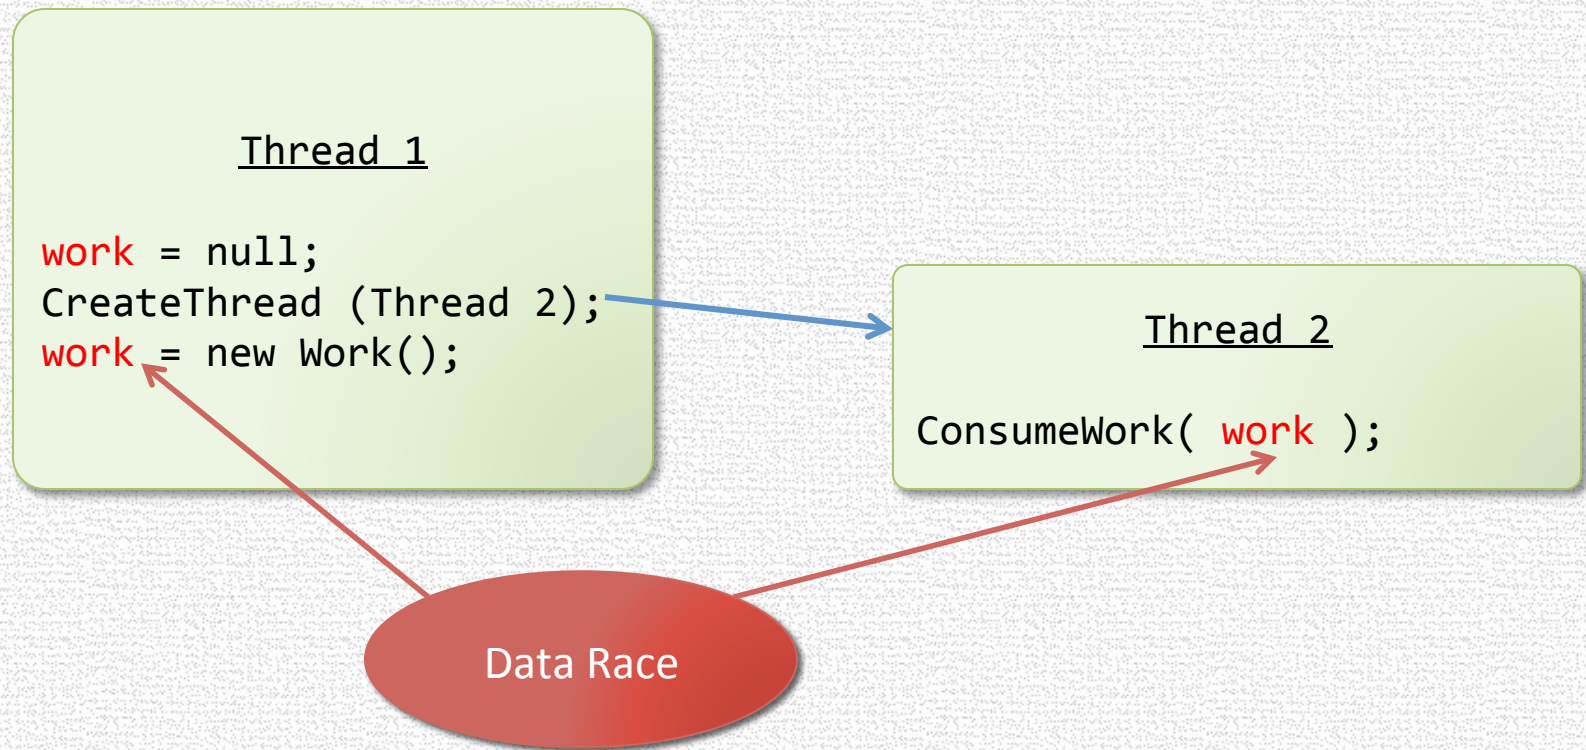 Thread 1
work = null;
CreateThread (Thread 2);
work = new Work();
Thread 2
ConsumeWork( work );
Data Race